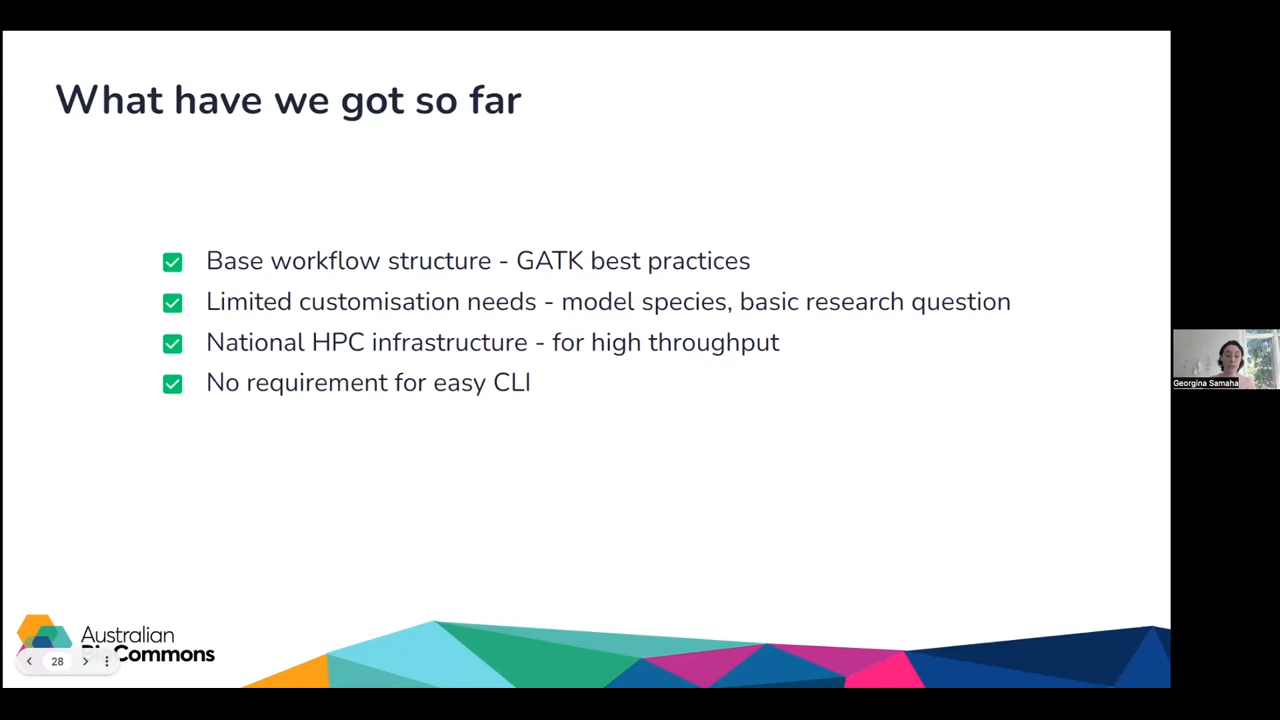 What have we got so far
Base workflow structure - GATK best practices
Limited customisation needs - model species, basic research question
National HPC infrastructure - for high throughput
No requirement for easy CLI
Georgina Samaha
Australian
Commons
28